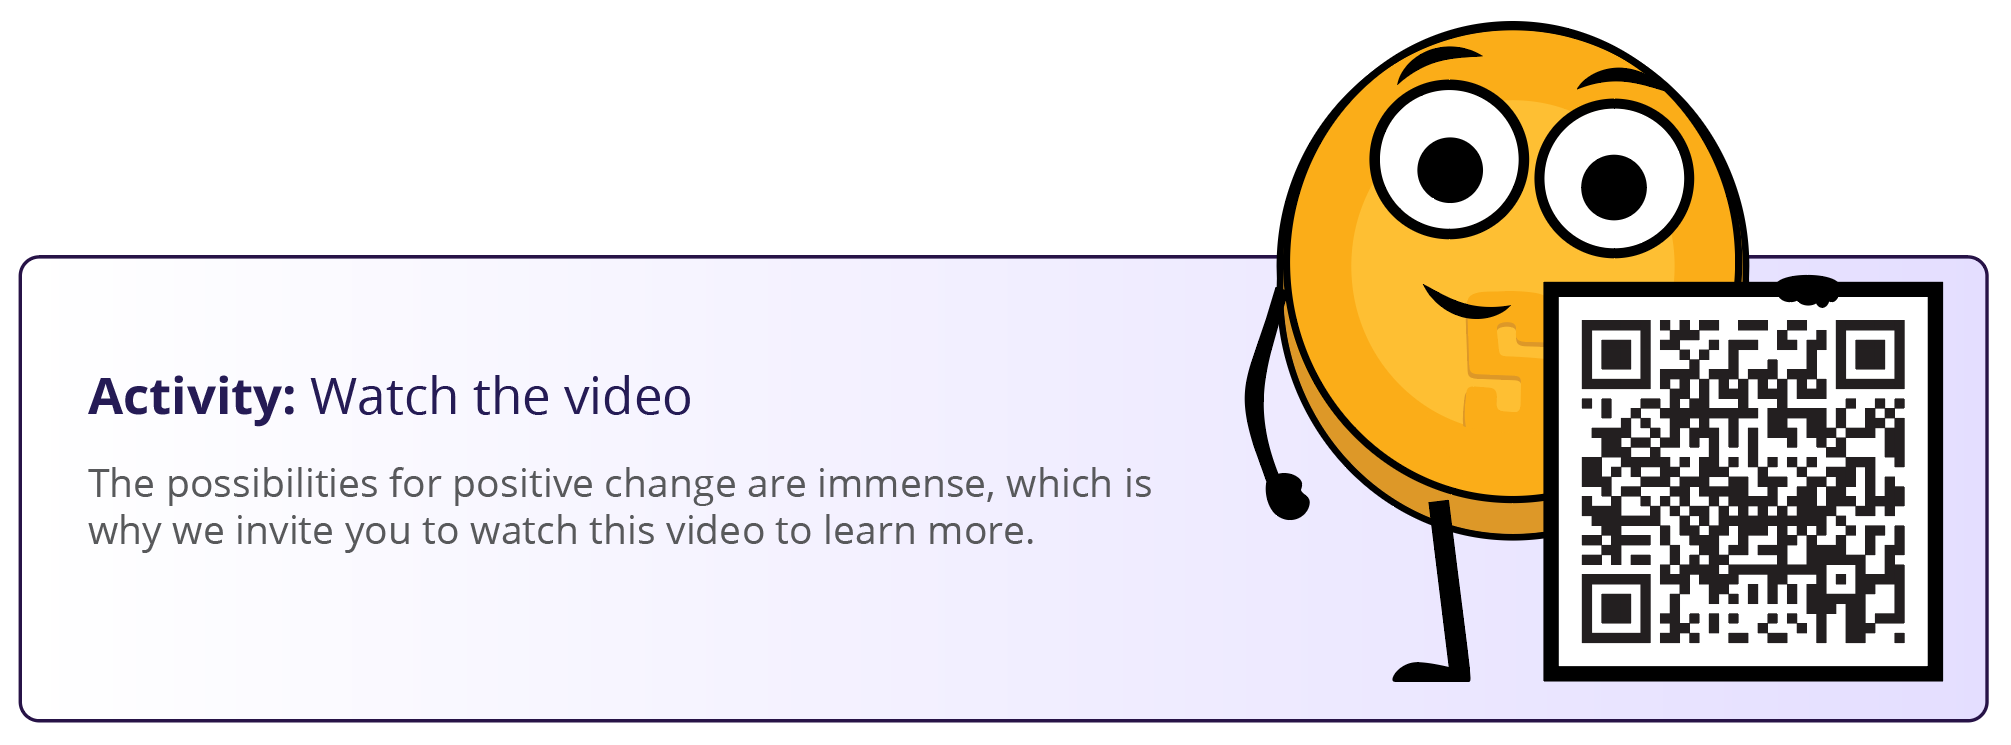 Activity: Watch the video
The possibilities for positive change are immense, which is
why we invite you to watch this video to learn more.